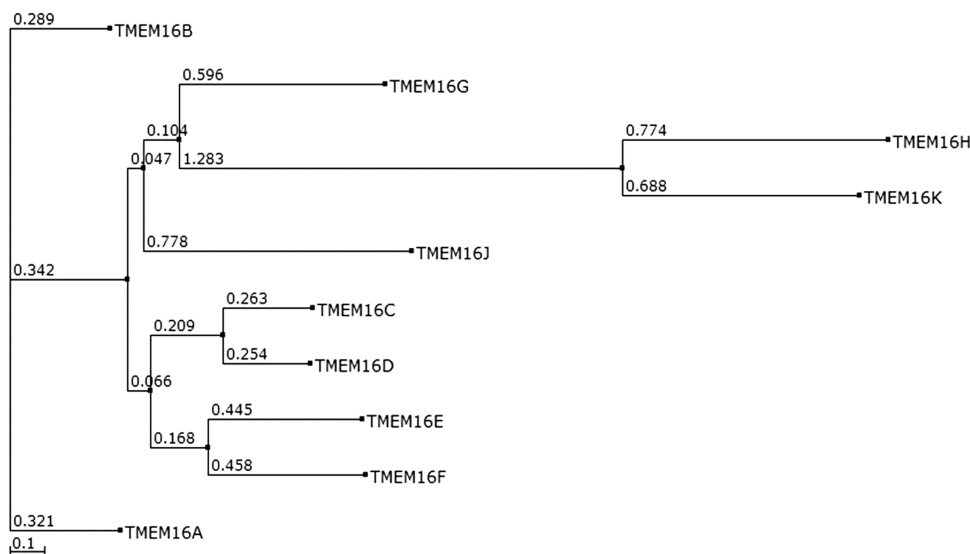 0.289
TMEM16B
0.596
TMEM16G
0.104
0.774
TMEM16H
0.047
1.283
0.688
TMEM16K
0.778
TMEM16J
0.342
0.263
TMEM16C
0.209
0.254
TMEM16D
0.066
0.445
TMEM16E
0.168
0.458
TMEM16F
0.321
TMEM16A
0.1